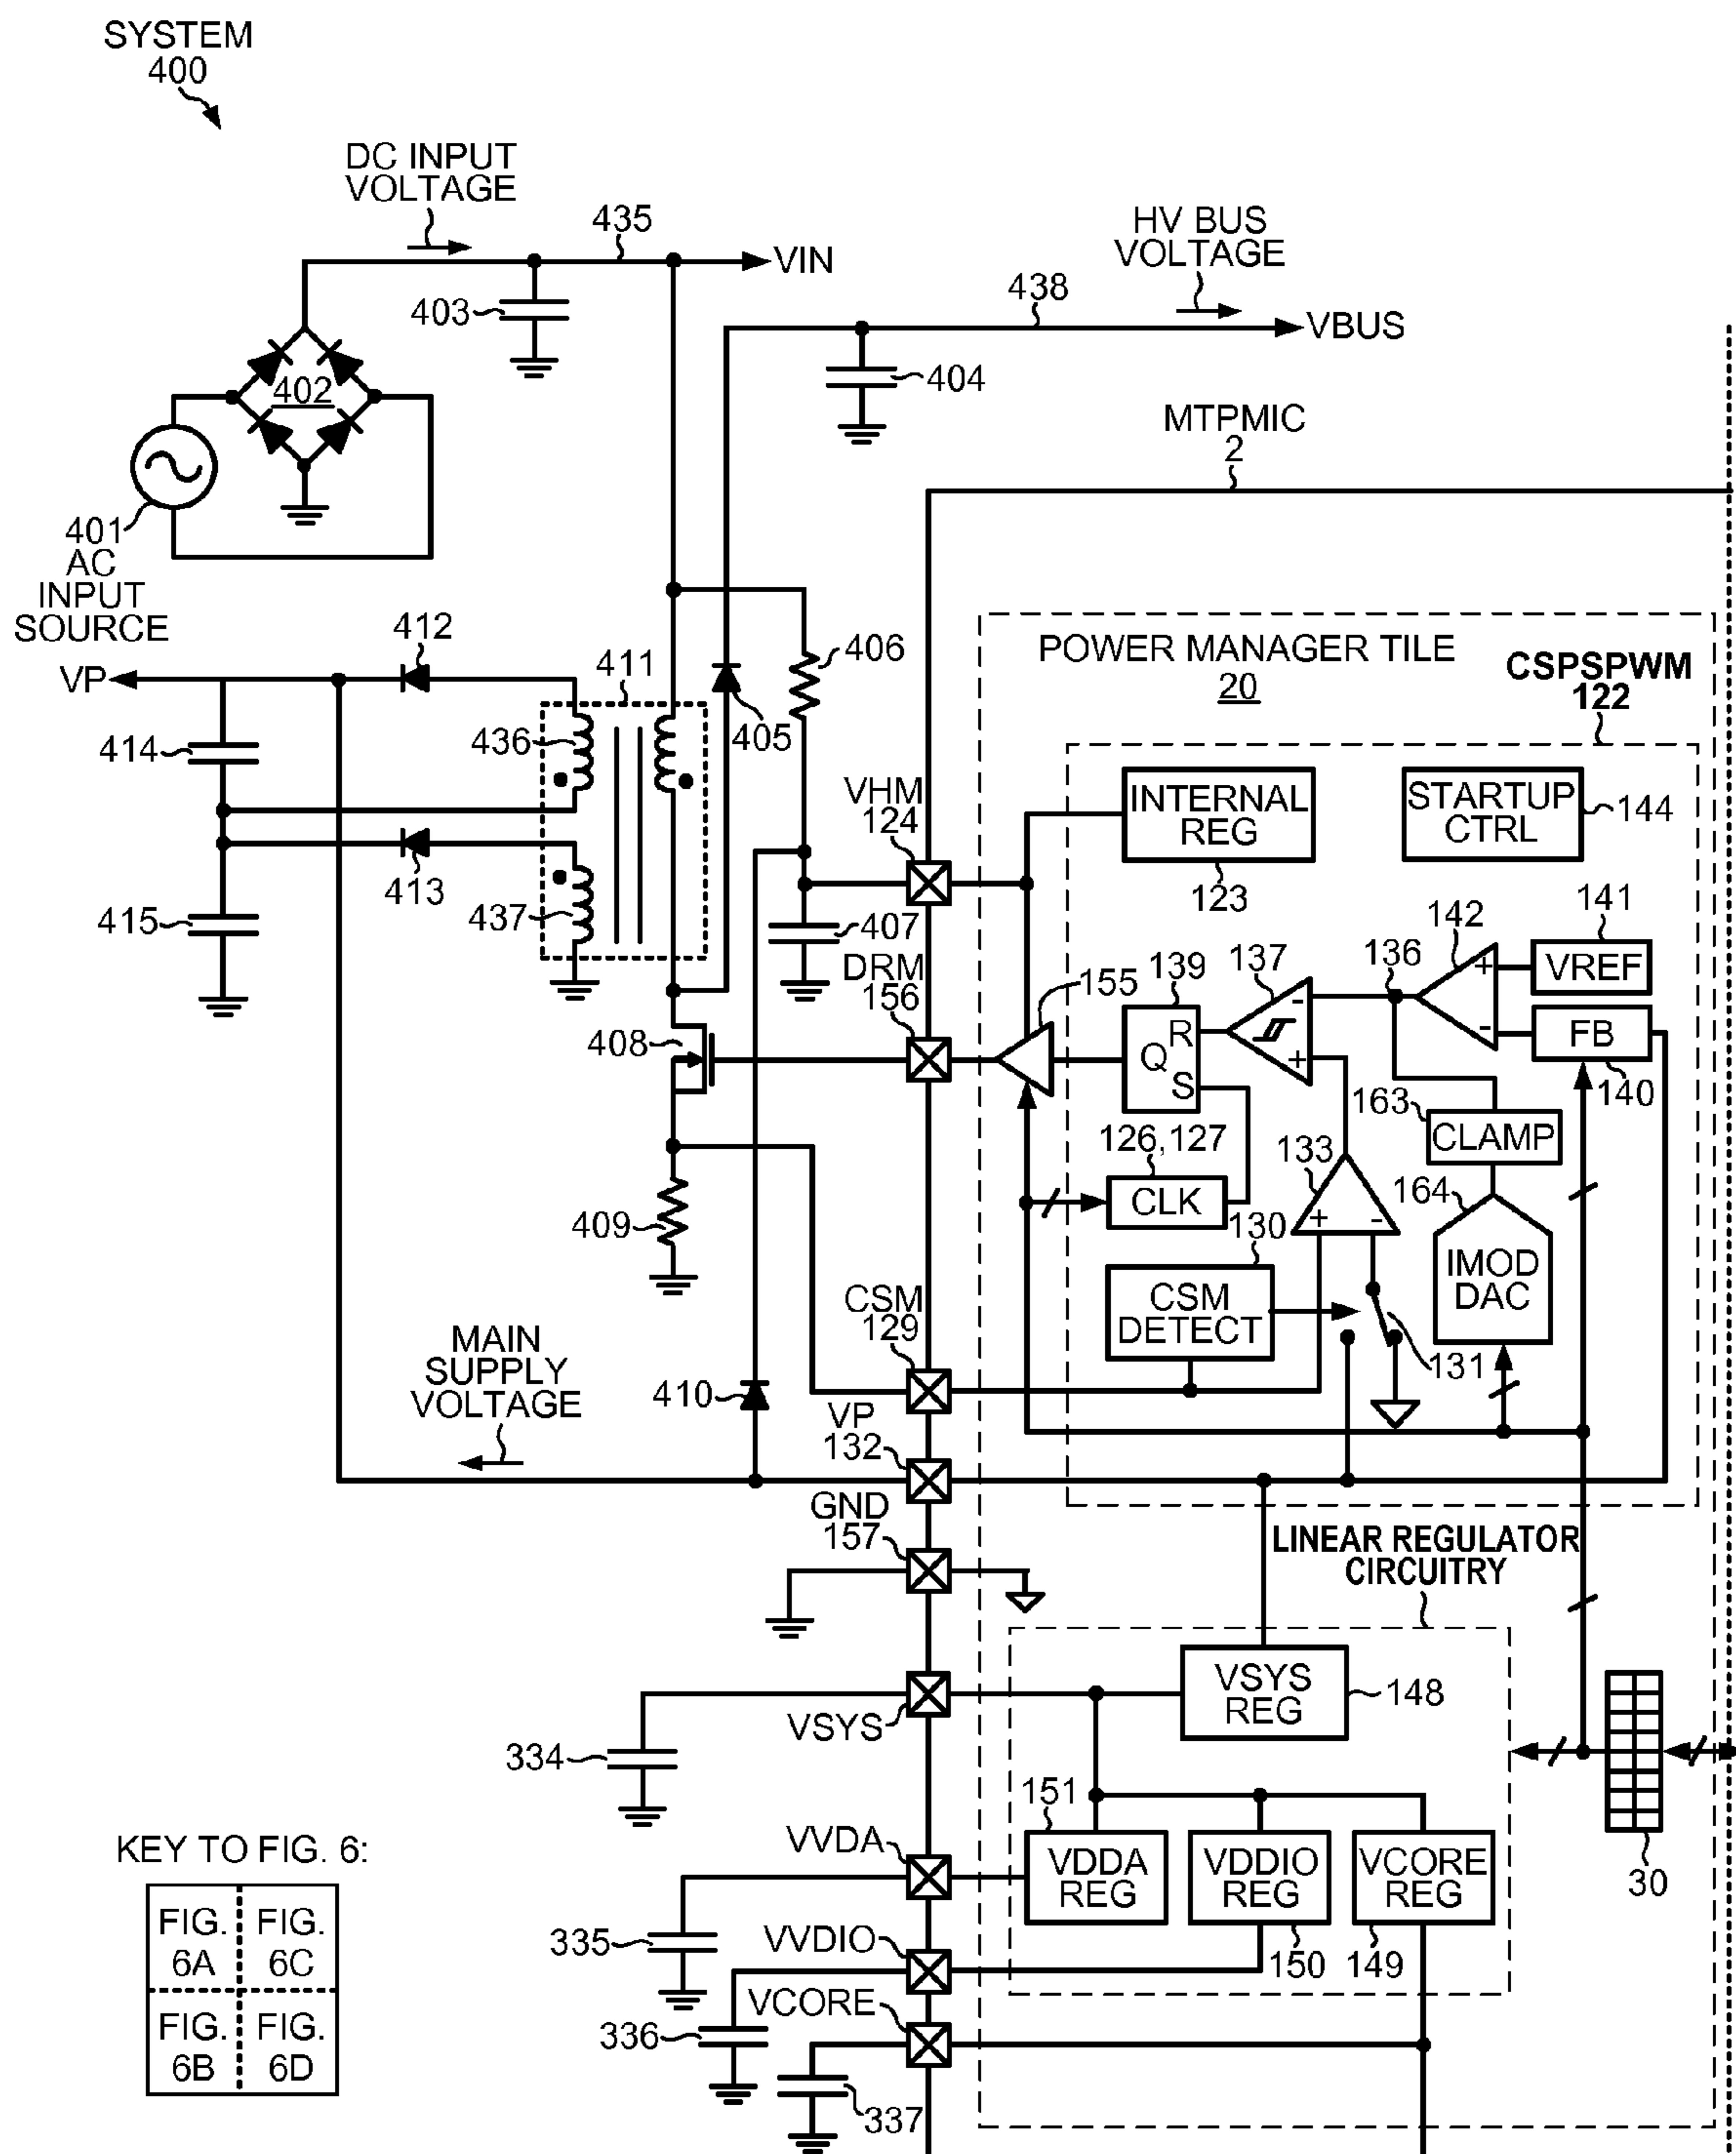 SYSTEM
400
DC INPUT
VOLTAGE
435
VIN
403
HV BUS
VOLTAGE
438
VBUS
404
402
401
AC
INPUT
SOURCE
MTPMIC
2
VP
412
411
436
405
406
414
413
437
415
407
VHM
124
DRM
156
408
409
CSM
129
410
MAIN
SUPPLY
VOLTAGE
VP
132
GND
157
POWER MANAGER TILE
20
CSPSPWM
122
INTERNAL
REG
123
STARTUP
CTRL
144
142
141
VREF
136
+
-
FB
140
137
-
+
139
R
Q
S
155
163
CLAMP
126, 127
CLK
133
+
-
164
IMOD
DAC
130
CSM
DETECT
131
LINEAR REGULATOR
CIRCUITRY
VSYS
REG
148
VSYS
334
151
VDDA
REG
VDDIO
REG
150
VCORE
REG
149
30
VVDA
335
VVDIO
336
VCORE
337
KEY TO FIG. 6:
FIG.
6A
FIG.
6C
FIG.
6B
FIG.
6D